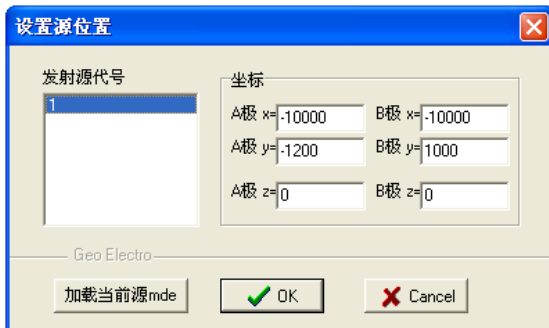 设置源位置
发射源代号
1
坐标
A极 x= -10000 B极 x= -10000
A极 y= -1200 B极 y= 1000
A极 z= 0 B极 z= 0
Geo Electro
加载当前源mde OK Cancel